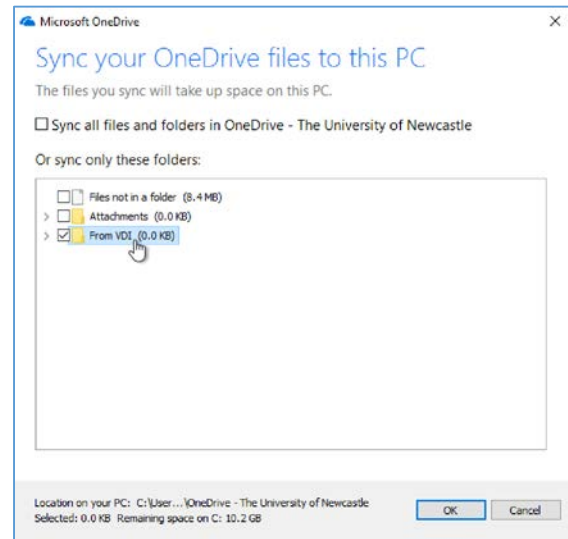 Microsoft OneDrive
Sync your OneDrive files to this PC
The files you sync will take up space on this PC.
Sync all files and folders in OneDrive - The University of Newcastle
Or sync only these folders:
Files not in a folder (8.4 MB)
Attachments (0.0 KB)
From VDI (0.0 KB)
Location on your PC: C:\User...\OneDrive - The University of Newcastle
Selected: 0.0 KB Remaining space on C: 10.2 GB
OK
Cancel